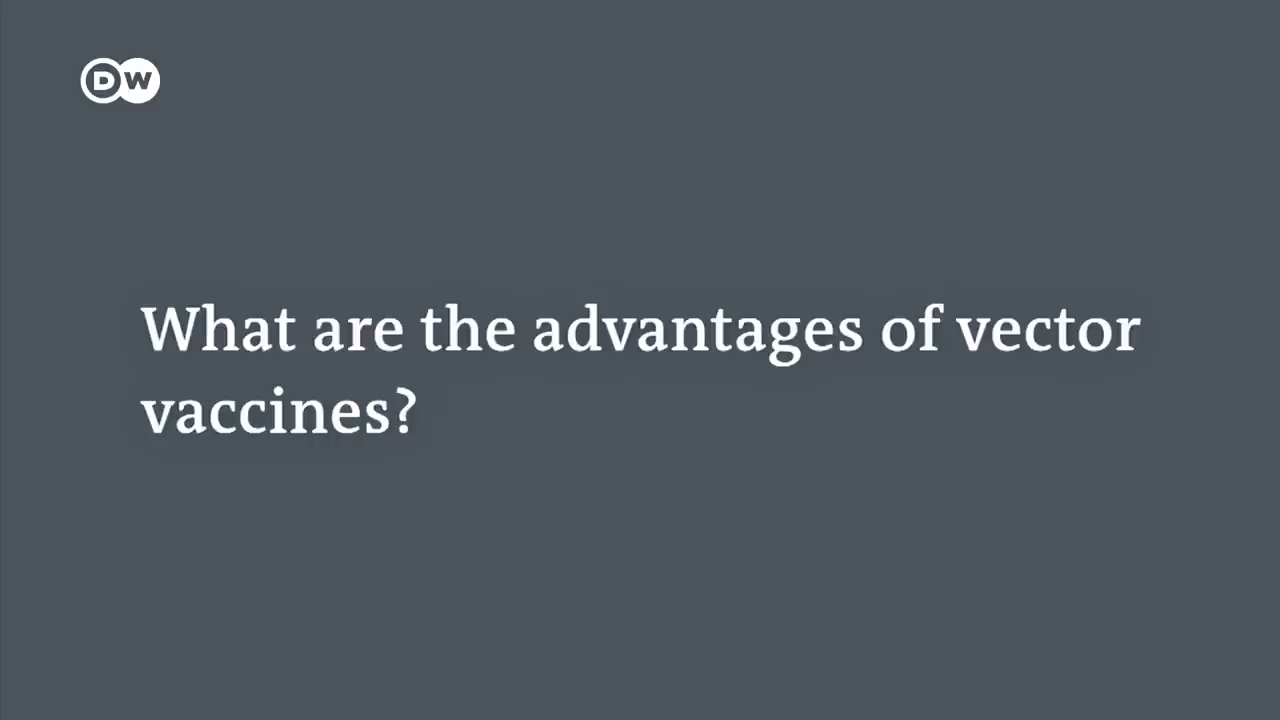 DW
What are the advantages of vector
vaccines?